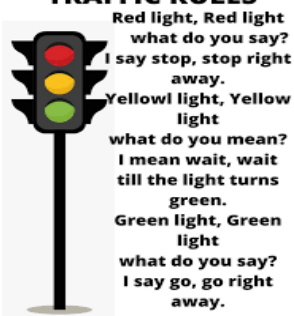 TRAFFIC RULES
Red light, Red light
what do you say?
I say stop, stop right
away.
Yellowl light, Yellow
light
what do you mean?
I mean wait, wait
till the light turns
green.
Green light, Green
light
what do you say?
I say go, go right
away.